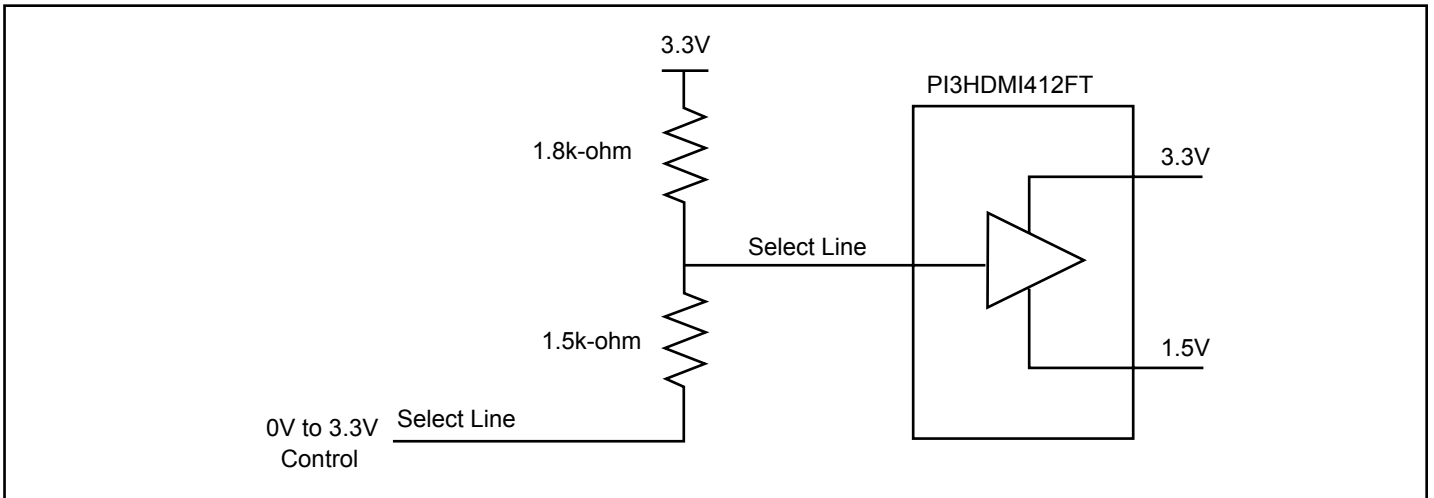 3.3V
PI3HDMI412FT
1.8k-ohm
3.3V
Select Line
1.5k-ohm
1.5V
0V to 3.3V
Control
Select Line